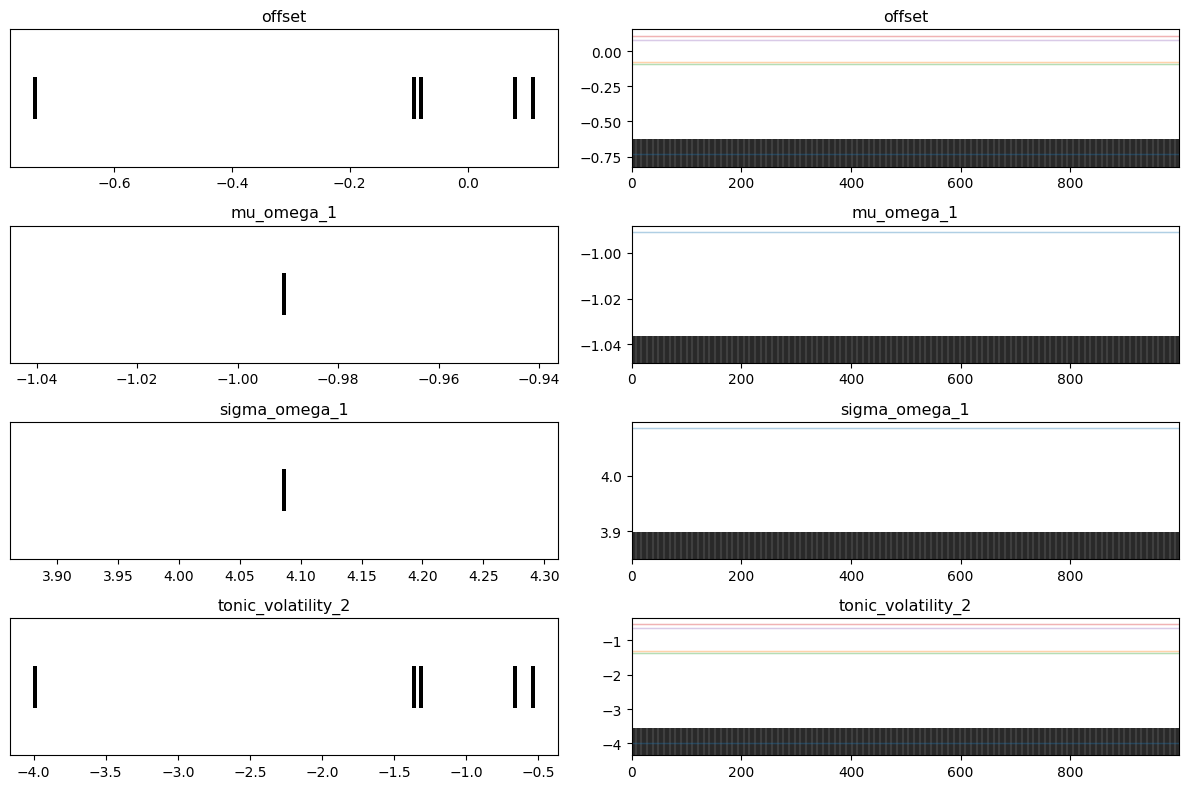 offset
−0.6 −0.4 −0.2 0.0
offset
0.00
−0.25
−0.50
−0.75
0 200 400 600 800
mu_omega_1
−1.04 −1.02 −1.00 −0.98 −0.96 −0.94
mu_omega_1
−1.00
−1.02
−1.04
0 200 400 600 800
sigma_omega_1
3.90 3.95 4.00 4.05 4.10 4.15 4.20 4.25 4.30
sigma_omega_1
4.0
3.9
0 200 400 600 800
tonic_volatility_2
−4.0 −3.5 −3.0 −2.5 −2.0 −1.5 −1.0 −0.5
tonic_volatility_2
−1
−2
−3
−4
0 200 400 600 800